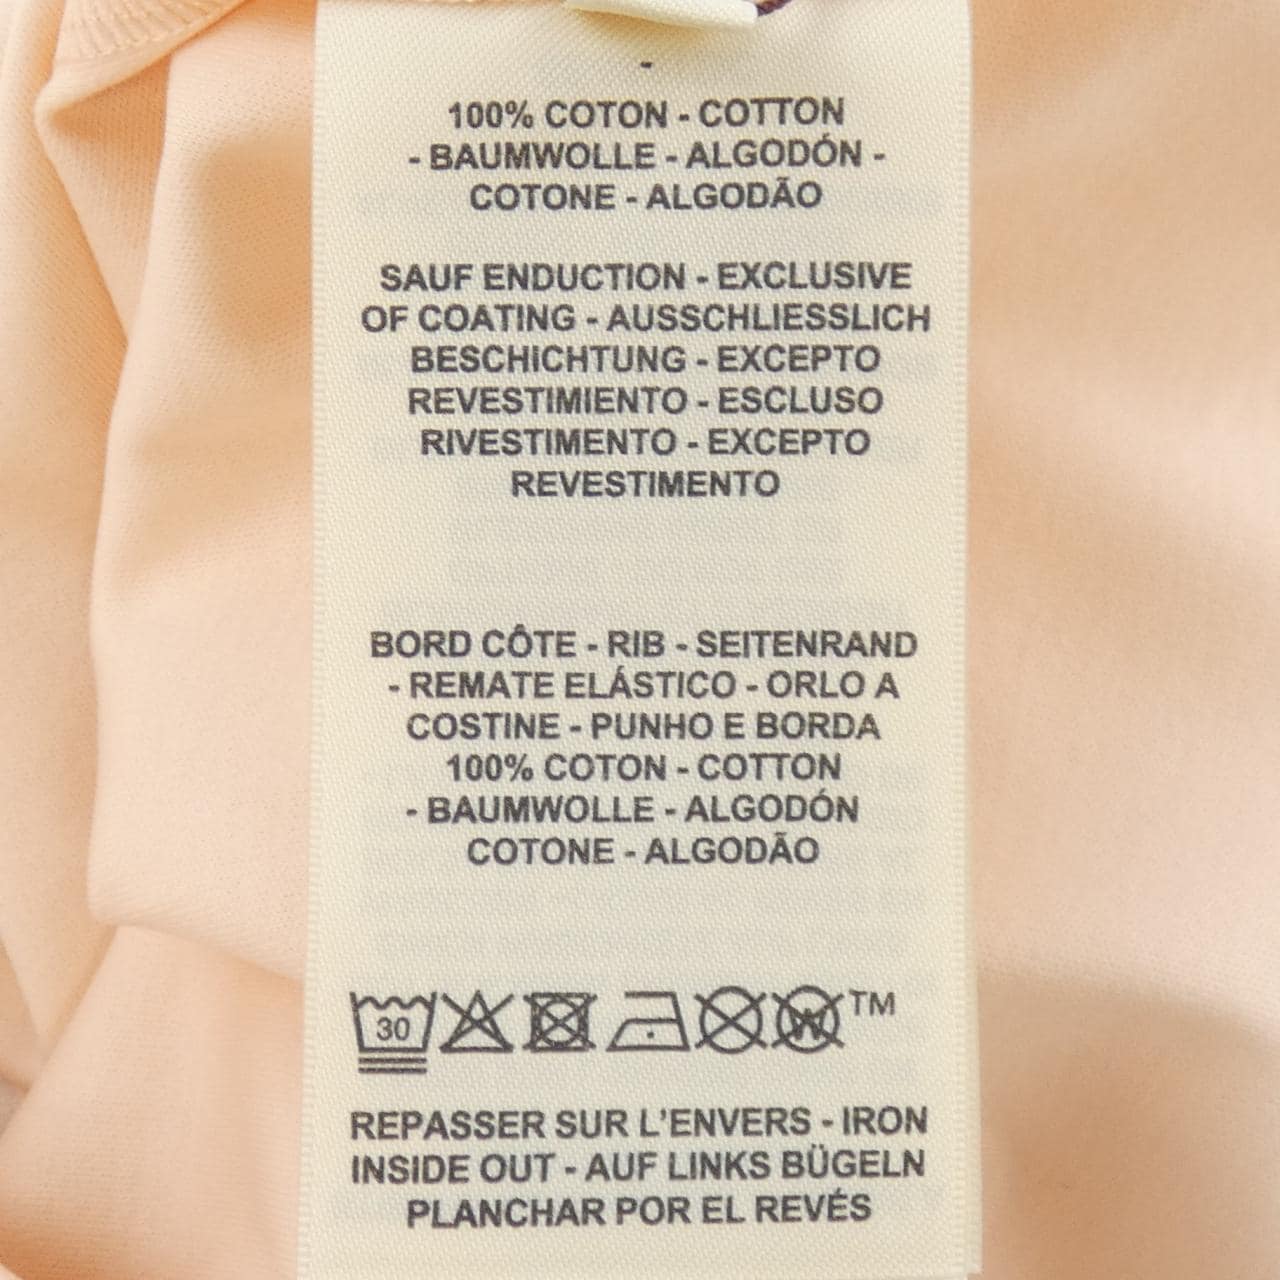 -
100% COTON - COTTON
- BAUMWOLLE - ALGODÓN -
COTONE - ALGODÃO
SAUF ENDUCTION - EXCLUSIVE
OF COATING - AUSSCHLIESSLICH
BESCHICHTUNG - EXCEPTO
REVESTIMIENTO - ESCLUSO
RIVESTIMENTO - EXCEPTO
REVESTIMENTO
BORD CÔTE - RIB - SEITENRAND
- REMATE ELÁSTICO - ORLO A
COSTINE - PUNHO E BORDA
100% COTON - COTTON
- BAUMWOLLE - ALGODÓN
COTONE - ALGODÃO
30 W TM
REPASSER SUR L'ENVERS - IRON
INSIDE OUT - AUF LINKS BÜGELN
PLANCHAR POR EL REVÉS